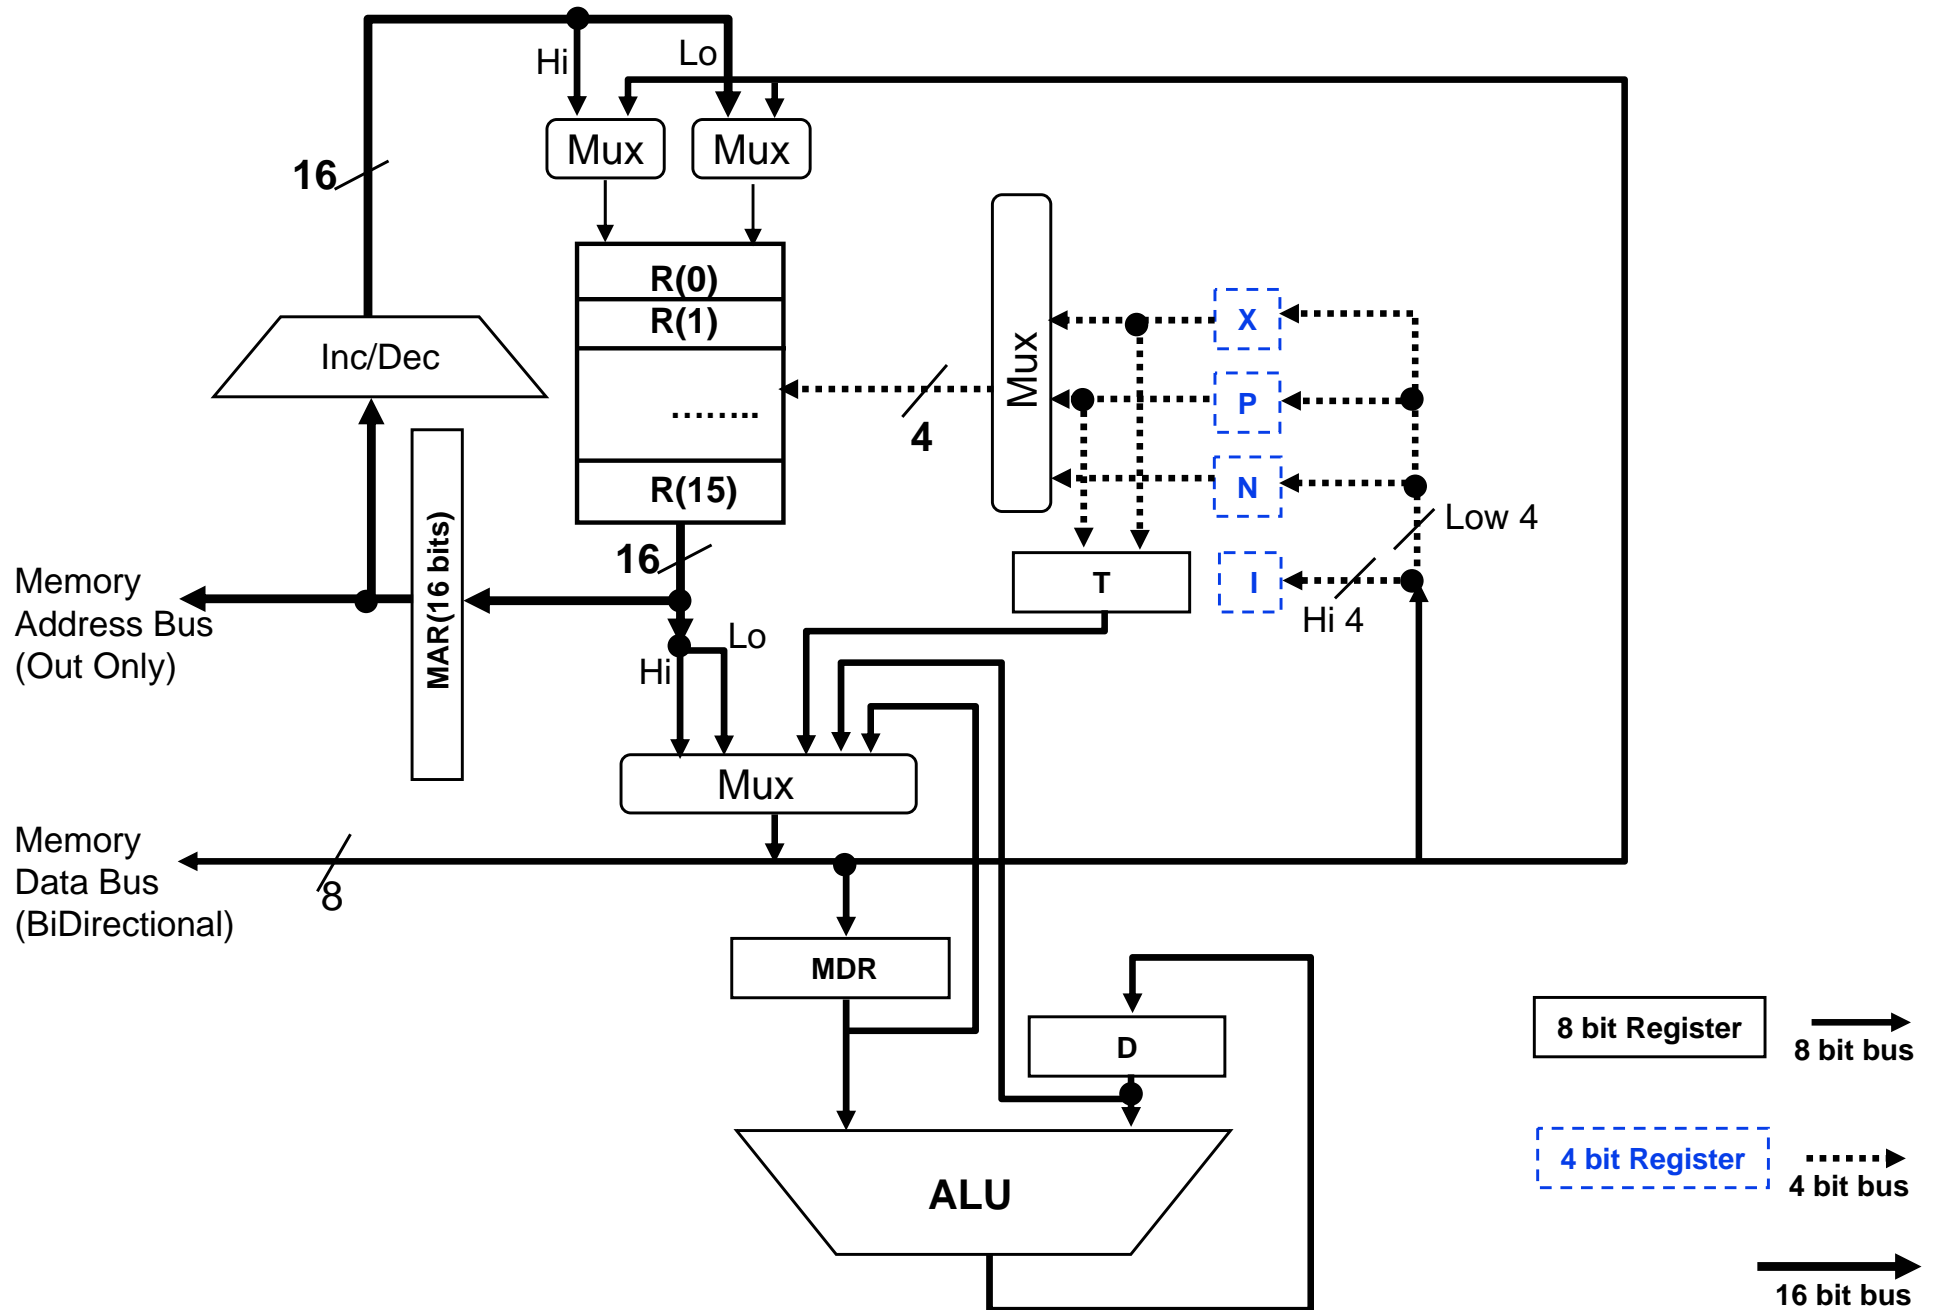 Hi
Lo
Mux
Mux
16
R(0)
R(1)
........
R(15)
Inc/Dec
Mux
4
X
P
N
I
Low 4
Hi 4
T
16
MAR(16 bits)
Memory
Address Bus
(Out Only)
Lo
Hi
Mux
Memory
Data Bus
(BiDirectional)
8
MDR
D
ALU
8 bit Register
8 bit bus
4 bit Register
4 bit bus
16 bit bus